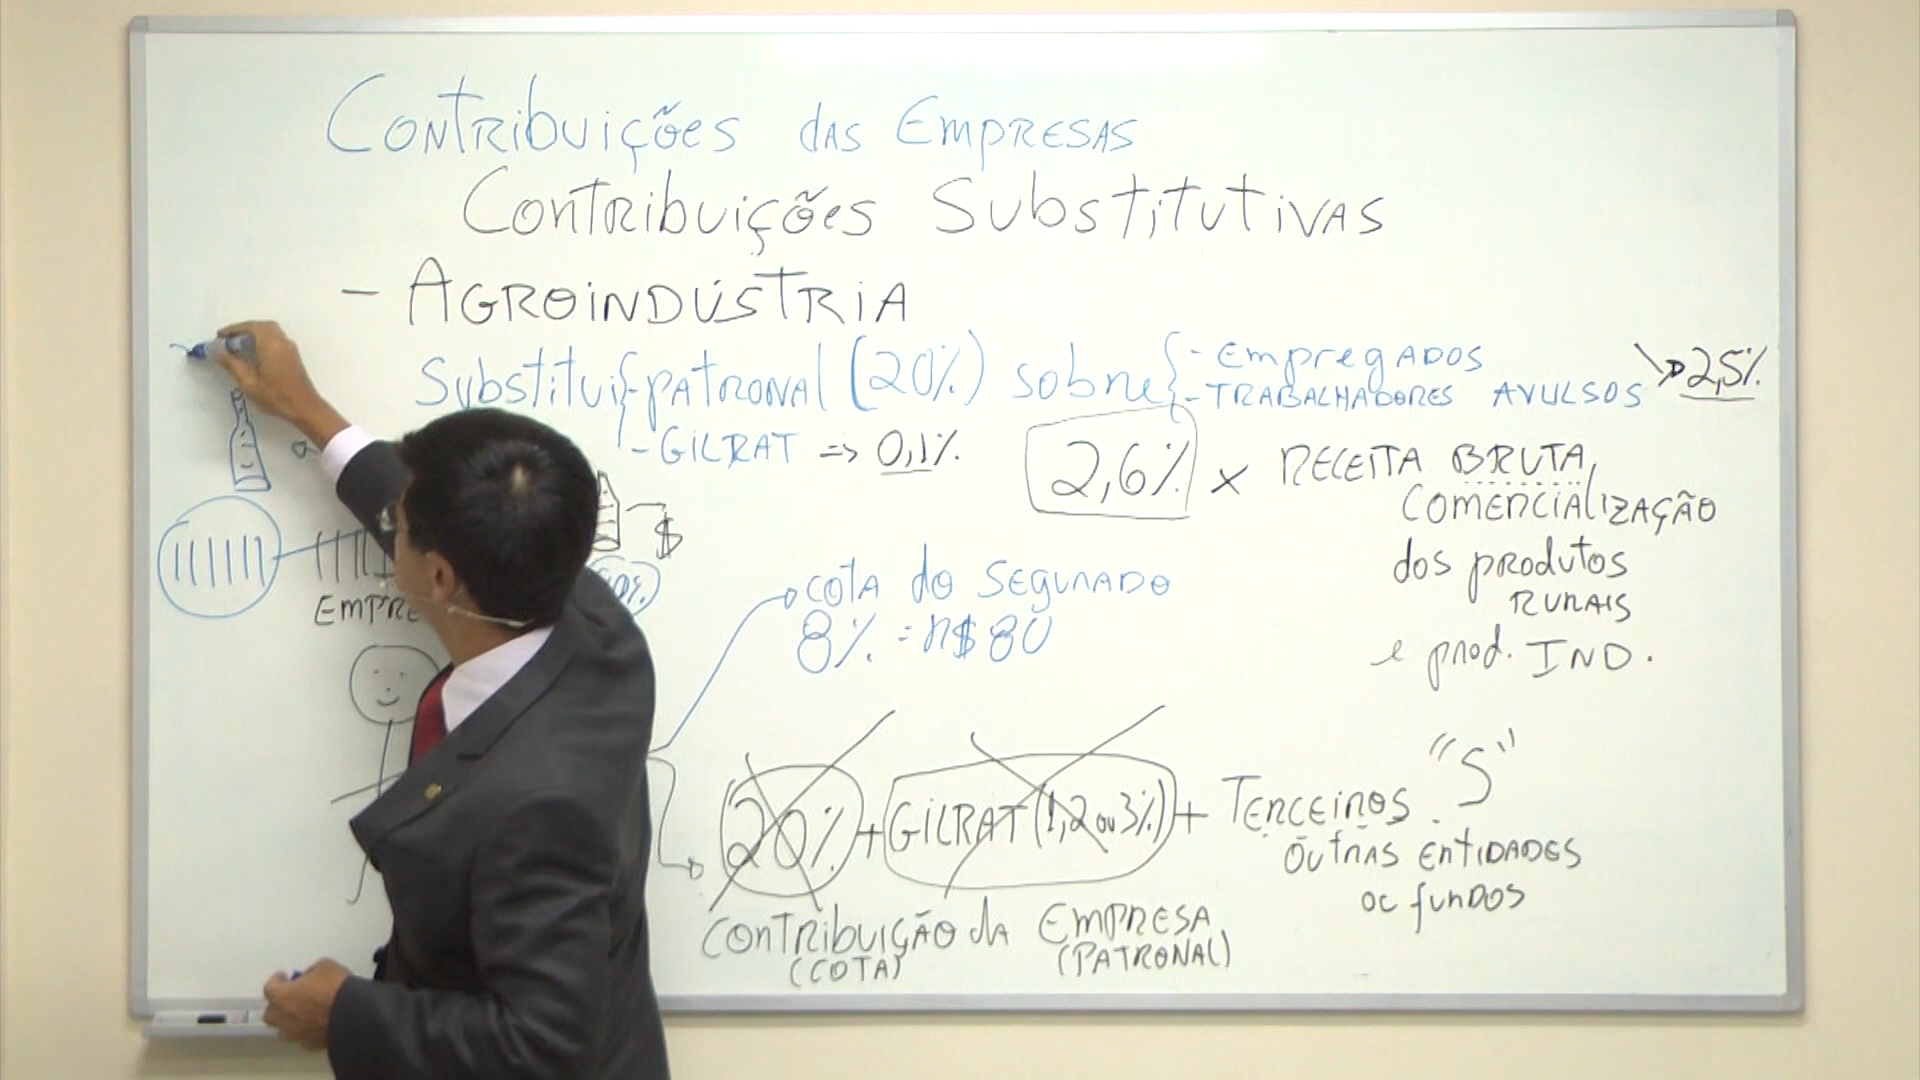 Contribuições das Empresas
Contribuições Substitutivas
- Agroindústria
Substitui { - patronal (20%) sobre { - Empregados
- Trabalhadores Avulsos → 2,5%
- GILRAT => 0,1%
2,6% × Receita Bruta,
Comercialização
dos produtos
rurais
e prod. Ind.
$
Empre
Cota do Segurado
8% = R$ 80
"S"
20% + GILRAT (1,2 ou 3%) + Terceiros
Outras entidades
ou fundos
Contribuição da Empresa
(Cota) (Patronal)